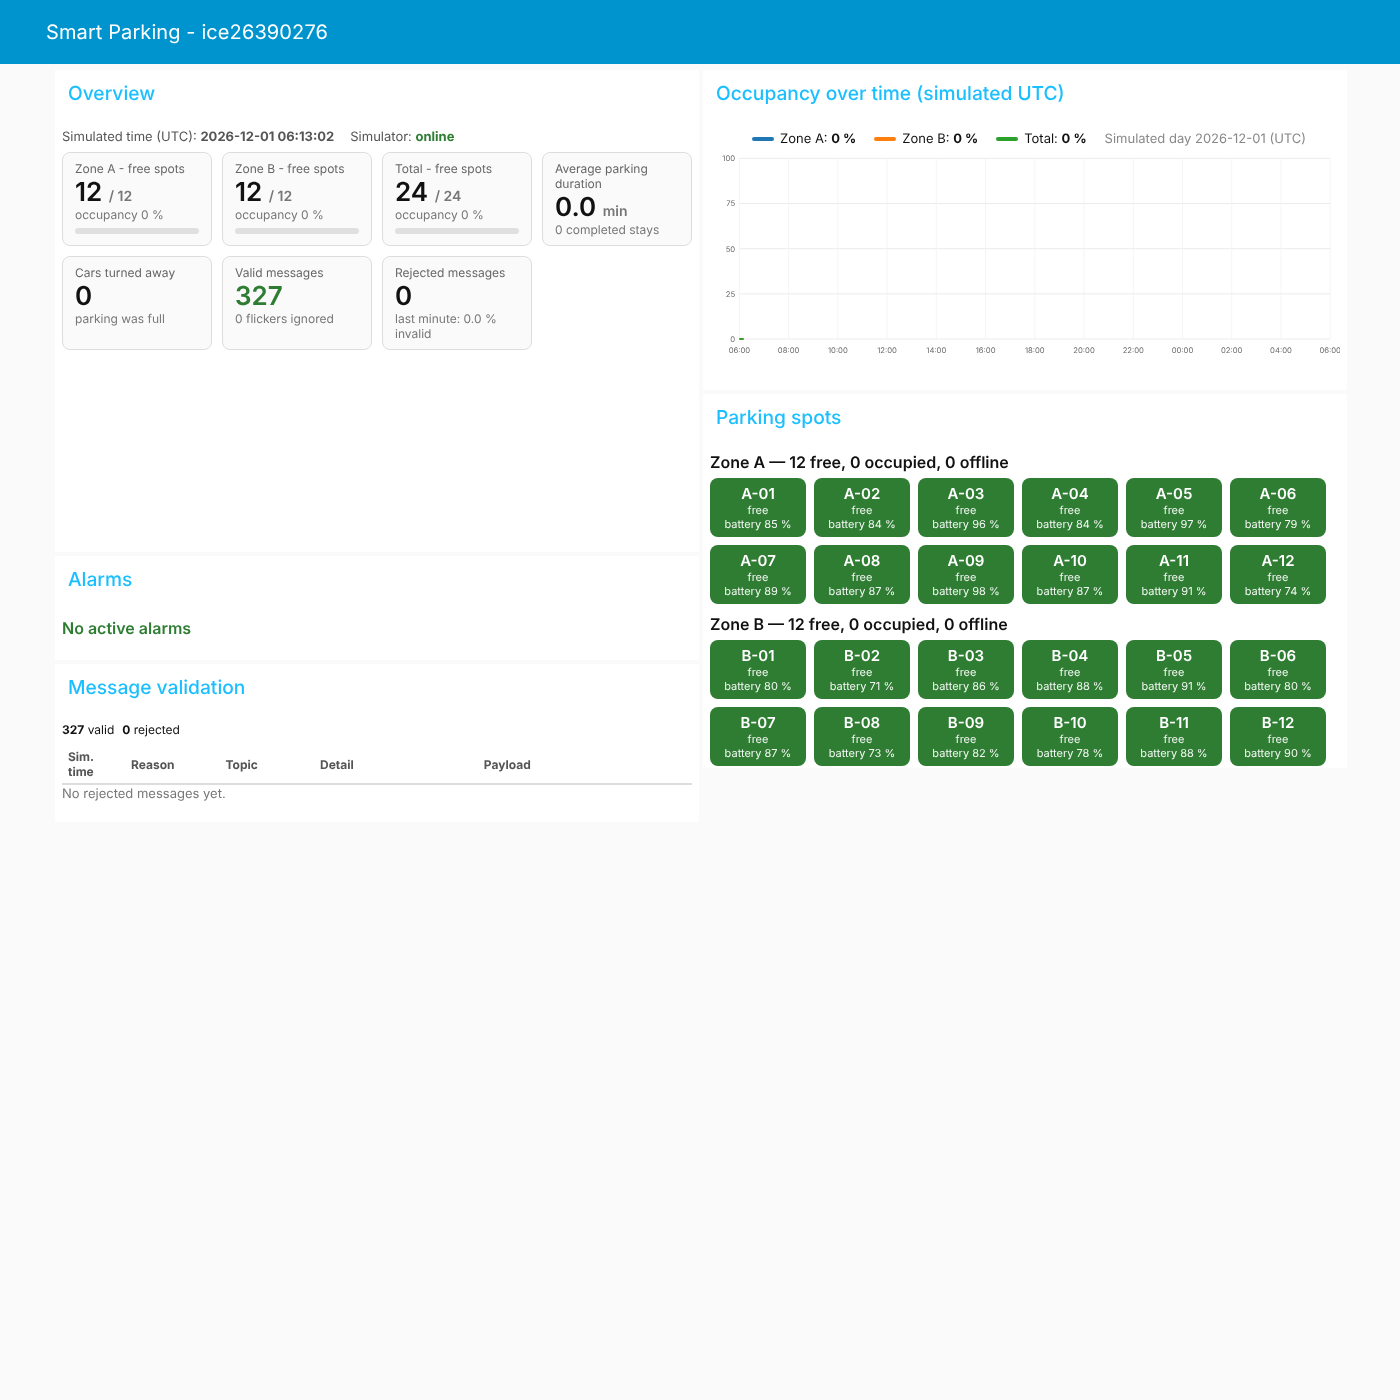 Smart Parking - ice26390276
Overview
Simulated time (UTC): 2026-12-01 06:13:02 Simulator: online
Zone A - free spots
12 / 12
occupancy 0 %
Zone B - free spots
12 / 12
occupancy 0 %
Total - free spots
24 / 24
occupancy 0 %
Average parking
duration
0.0 min
0 completed stays
Cars turned away
0
parking was full
Valid messages
327
0 flickers ignored
Rejected messages
0
last minute: 0.0 %
invalid
Alarms
No active alarms
Message validation
327 valid 0 rejected
Sim.
time
Reason Topic Detail Payload
No rejected messages yet.
Occupancy over time (simulated UTC)
Zone A: 0 % Zone B: 0 % Total: 0 % Simulated day 2026-12-01 (UTC)
100
75
50
25
0
06:00 08:00 10:00 12:00 14:00 16:00 18:00 20:00 22:00 00:00 02:00 04:00 06:00
Parking spots
Zone A — 12 free, 0 occupied, 0 offline
A-01 A-02 A-03 A-04 A-05 A-06
free free free free free free
battery 85 % battery 84 % battery 96 % battery 84 % battery 97 % battery 79 %
A-07 A-08 A-09 A-10 A-11 A-12
free free free free free free
battery 89 % battery 87 % battery 98 % battery 87 % battery 91 % battery 74 %
Zone B — 12 free, 0 occupied, 0 offline
B-01 B-02 B-03 B-04 B-05 B-06
free free free free free free
battery 80 % battery 71 % battery 86 % battery 88 % battery 91 % battery 80 %
B-07 B-08 B-09 B-10 B-11 B-12
free free free free free free
battery 87 % battery 73 % battery 82 % battery 78 % battery 88 % battery 90 %